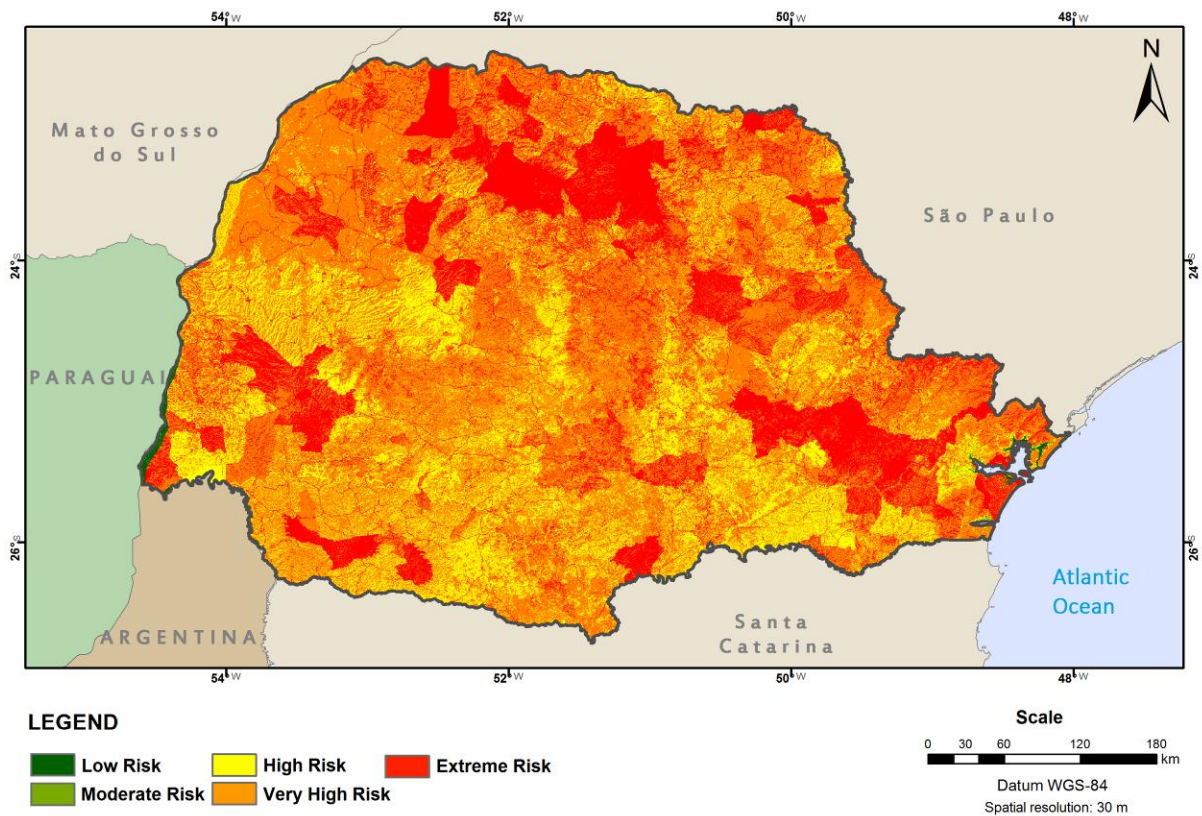 54°W 52°W 50°W 48°W
N
Mato Grosso
do Sul
São Paulo
24°S 24°S
PARAGUAI
26°S 26°S
Atlantic
Ocean
ARGENTINA
Santa
Catarina
54°W 52°W 50°W 48°W
LEGEND
Low Risk High Risk Extreme Risk
Moderate Risk Very High Risk
Scale
0 30 60 120 180
km
Datum WGS-84
Spatial resolution: 30 m